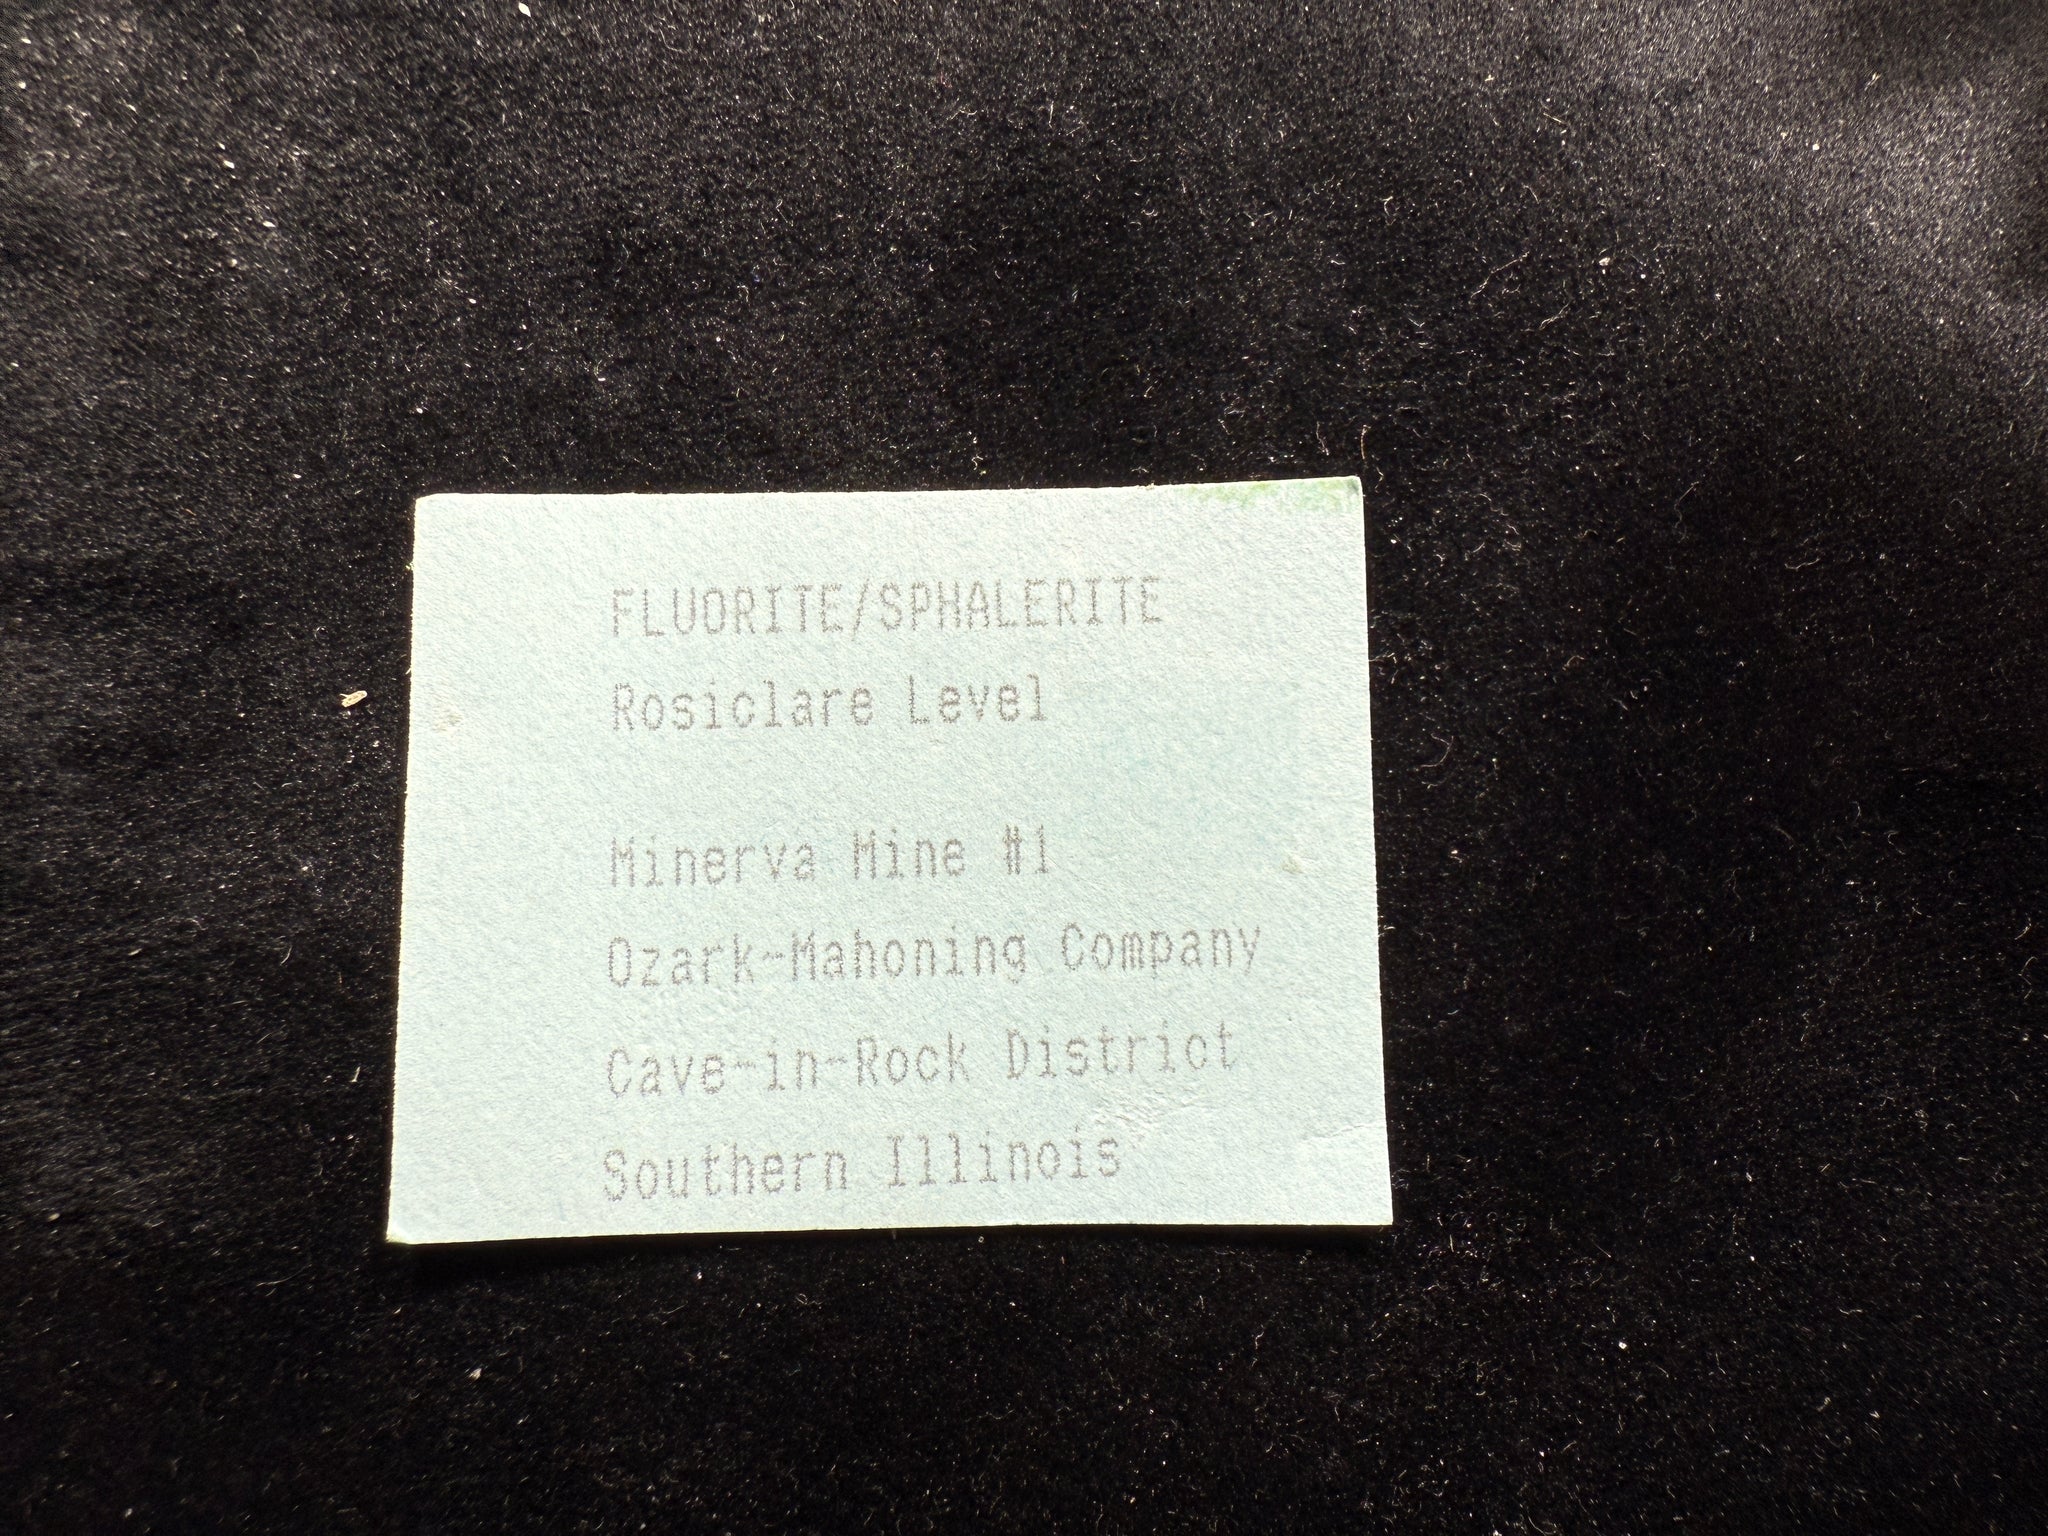 FLUORITE/SPHALERITE
Rosiclare Level
Minerva Mine #1
Ozark-Mahoning Company
Cave-in-Rock District
Southern Illinois